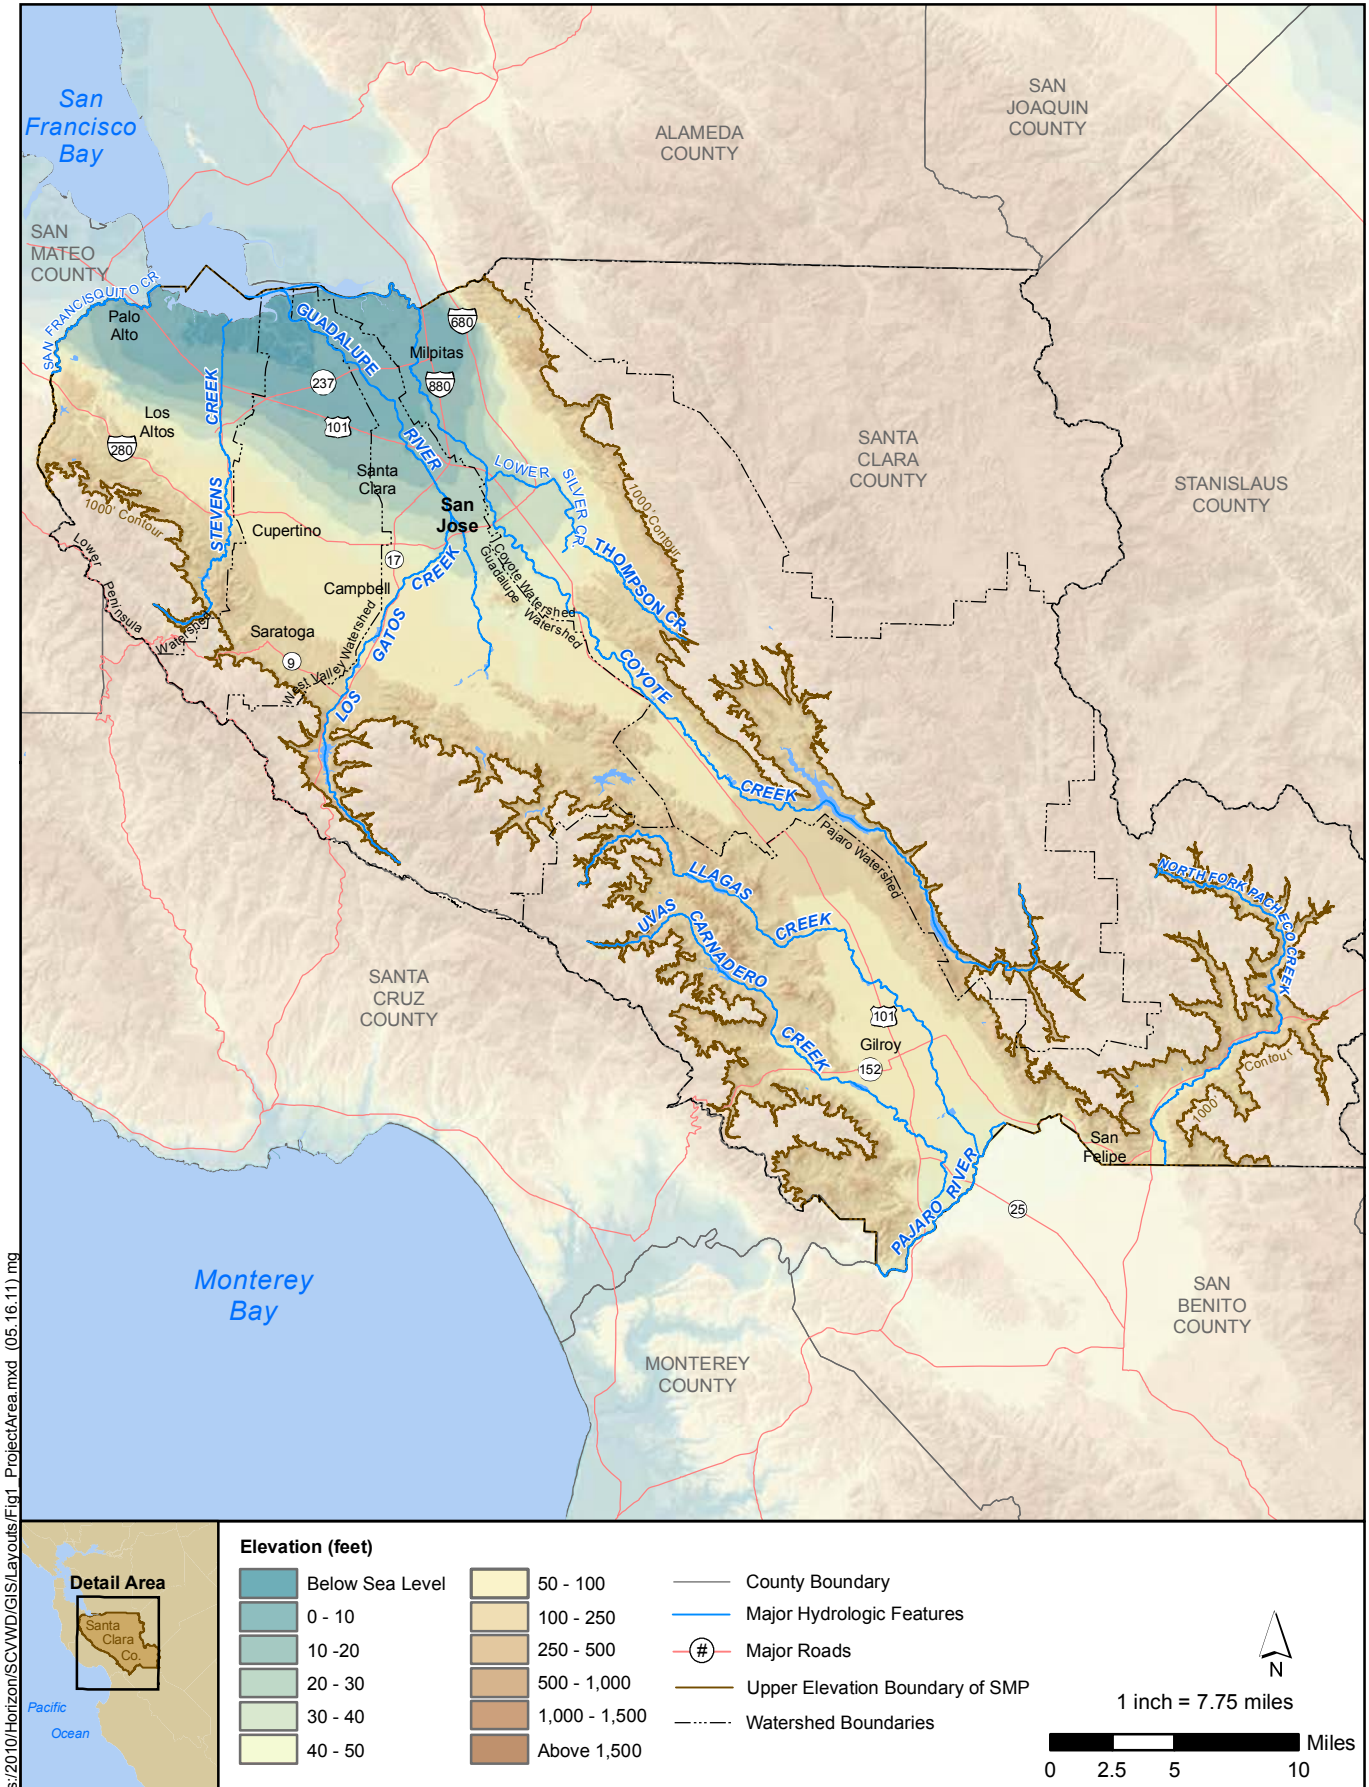 San
Francisco
Bay
SAN
MATEO
COUNTY
ALAMEDA
COUNTY
SAN
JOAQUIN
COUNTY
SAN FRANCISQUITO CR
Palo
Alto
GUADALUPE
RIVER
680
Milpitas
880
237
101
Los
Altos
280
STEVENS CREEK
Santa
Clara
San
Jose
LOWER
SILVER CR
THOMPSON CR
1000' Contour
SANTA
CLARA
COUNTY
STANISLAUS
COUNTY
1000' Contour
Lower
Peninsula
Watershed
Cupertino
17
Campbell
Saratoga
9
West Valley Watershed
LOS
GATOS
CREEK
Coyote Watershed
Guadalupe
Watershed
COYOTE
CREEK
Pajaro Watershed
LLAGAS
CREEK
UVAS
CARNADERO
CREEK
NORTH FORK PACHECO CREEK
SANTA
CRUZ
COUNTY
101
Gilroy
152
1000'
Contour
San
Felipe
PAJARO RIVER
25
Monterey
Bay
MONTEREY
COUNTY
SAN
BENITO
COUNTY
s:/2010/Horizon/SCVWD/GIS/Layouts/Fig1_ProjectArea.mxd (05.16.11) mg
Detail Area
Santa
Clara
Co.
Pacific
Ocean
Elevation (feet)
Below Sea Level
0 - 10
10 -20
20 - 30
30 - 40
40 - 50
50 - 100
100 - 250
250 - 500
500 - 1,000
1,000 - 1,500
Above 1,500
County Boundary
Major Hydrologic Features
# Major Roads
Upper Elevation Boundary of SMP
Watershed Boundaries
N
1 inch = 7.75 miles
Miles
0 2.5 5 10